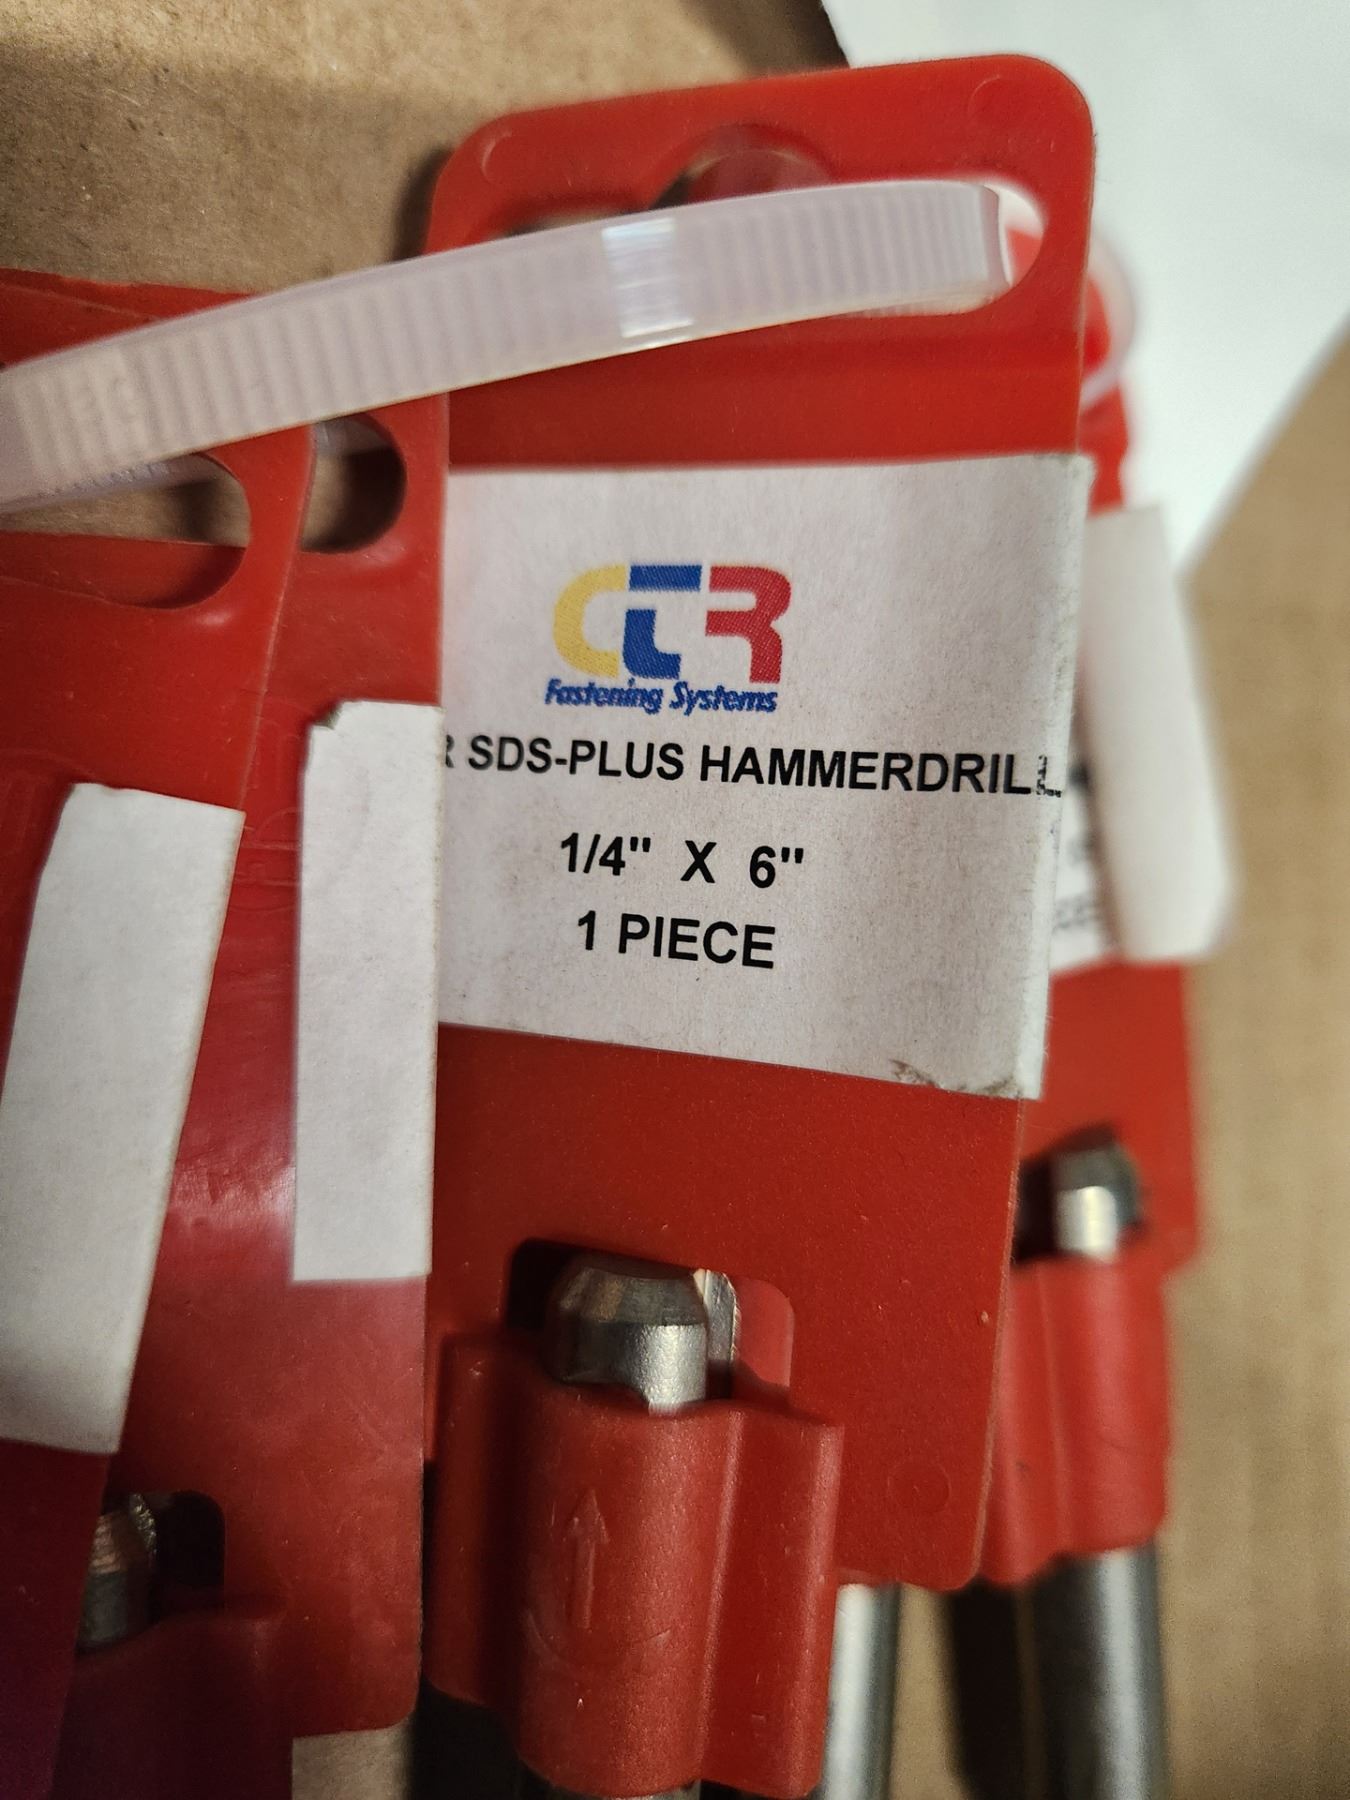 CTR
Fastening Systems
R SDS-PLUS HAMMERDRILL
1/4" X 6"
1 PIECE